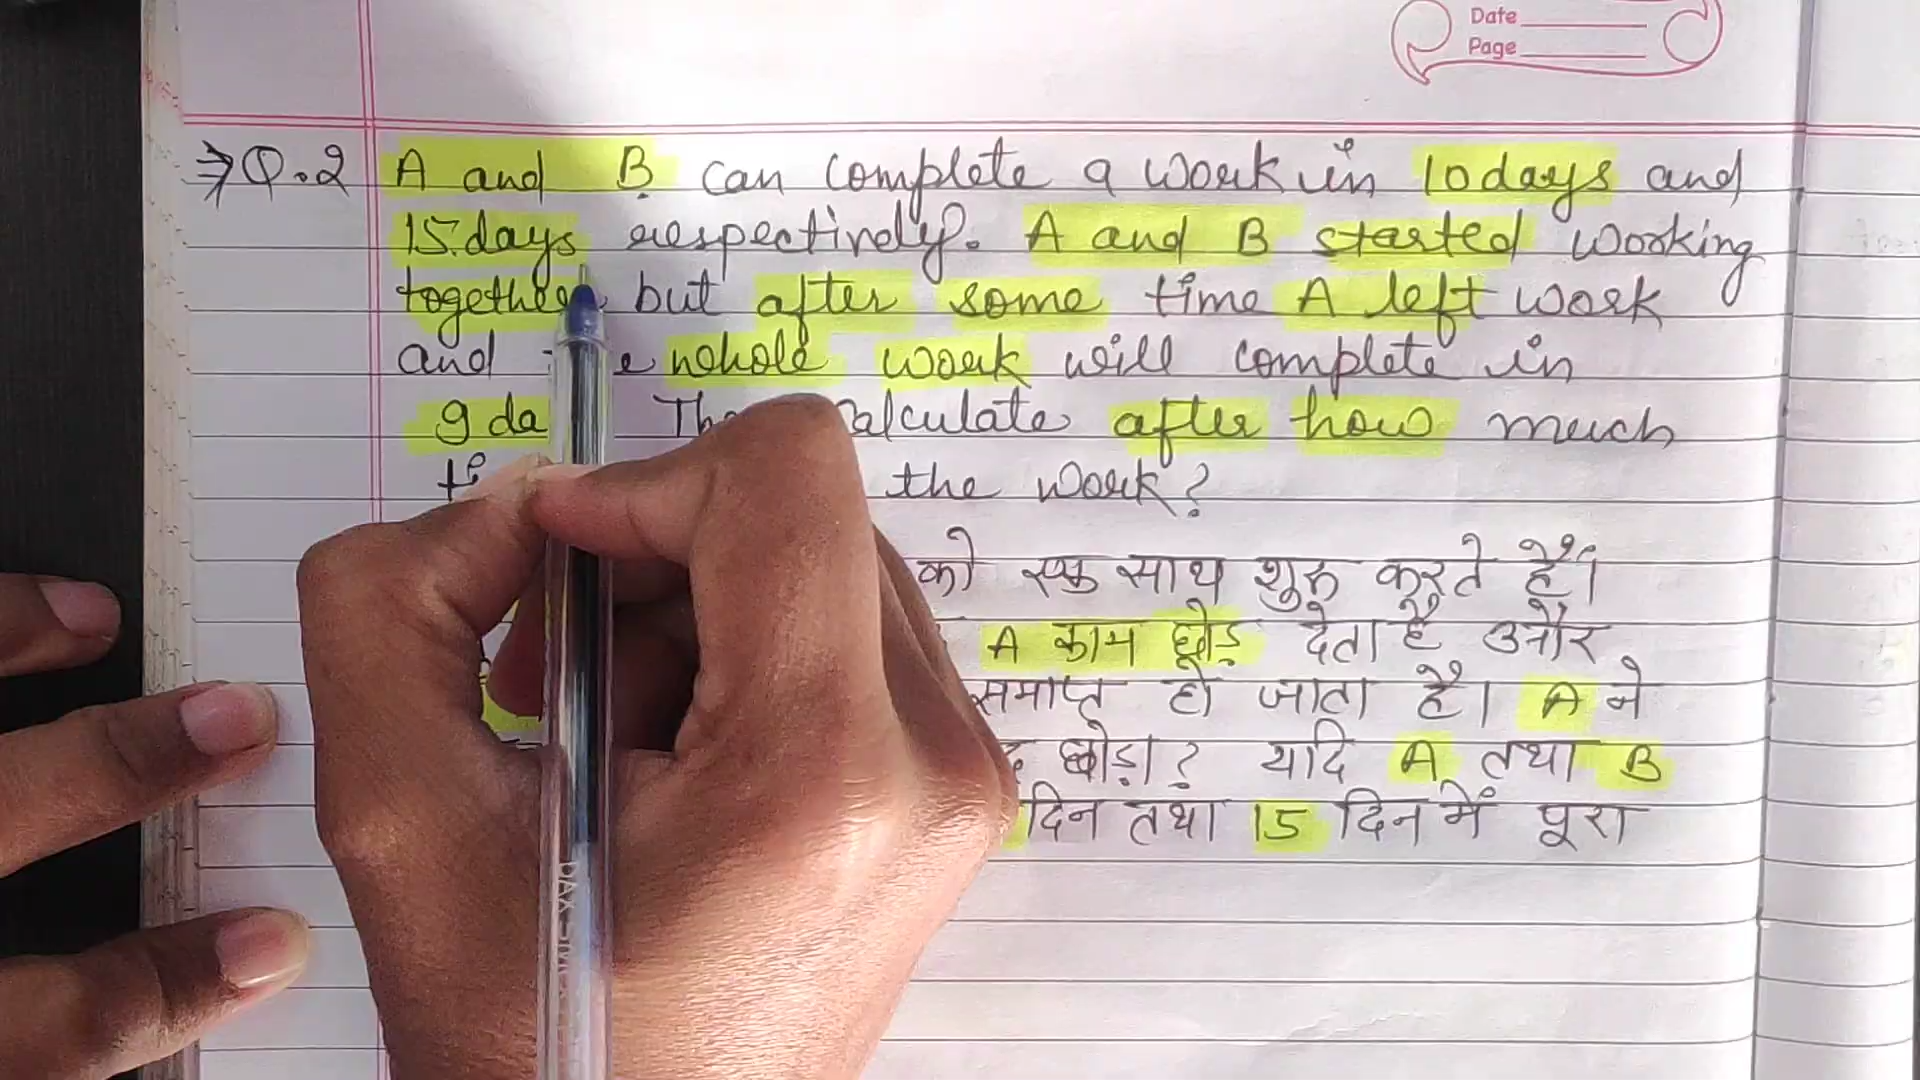 Date
Page
⇒ Q.2 A and B can complete a work in 10 days and
15 days respectively. A and B started working
together but after some time A left work
and whole work will complete in
9 da calculate after how much
the work?
को एक साथ शुरू करते हैं।
A काम छोड़ देता है और
समाप्त हो जाता है। A ने
छोड़ा? यदि A तथा B
दिन तथा 15 दिन में पूरा